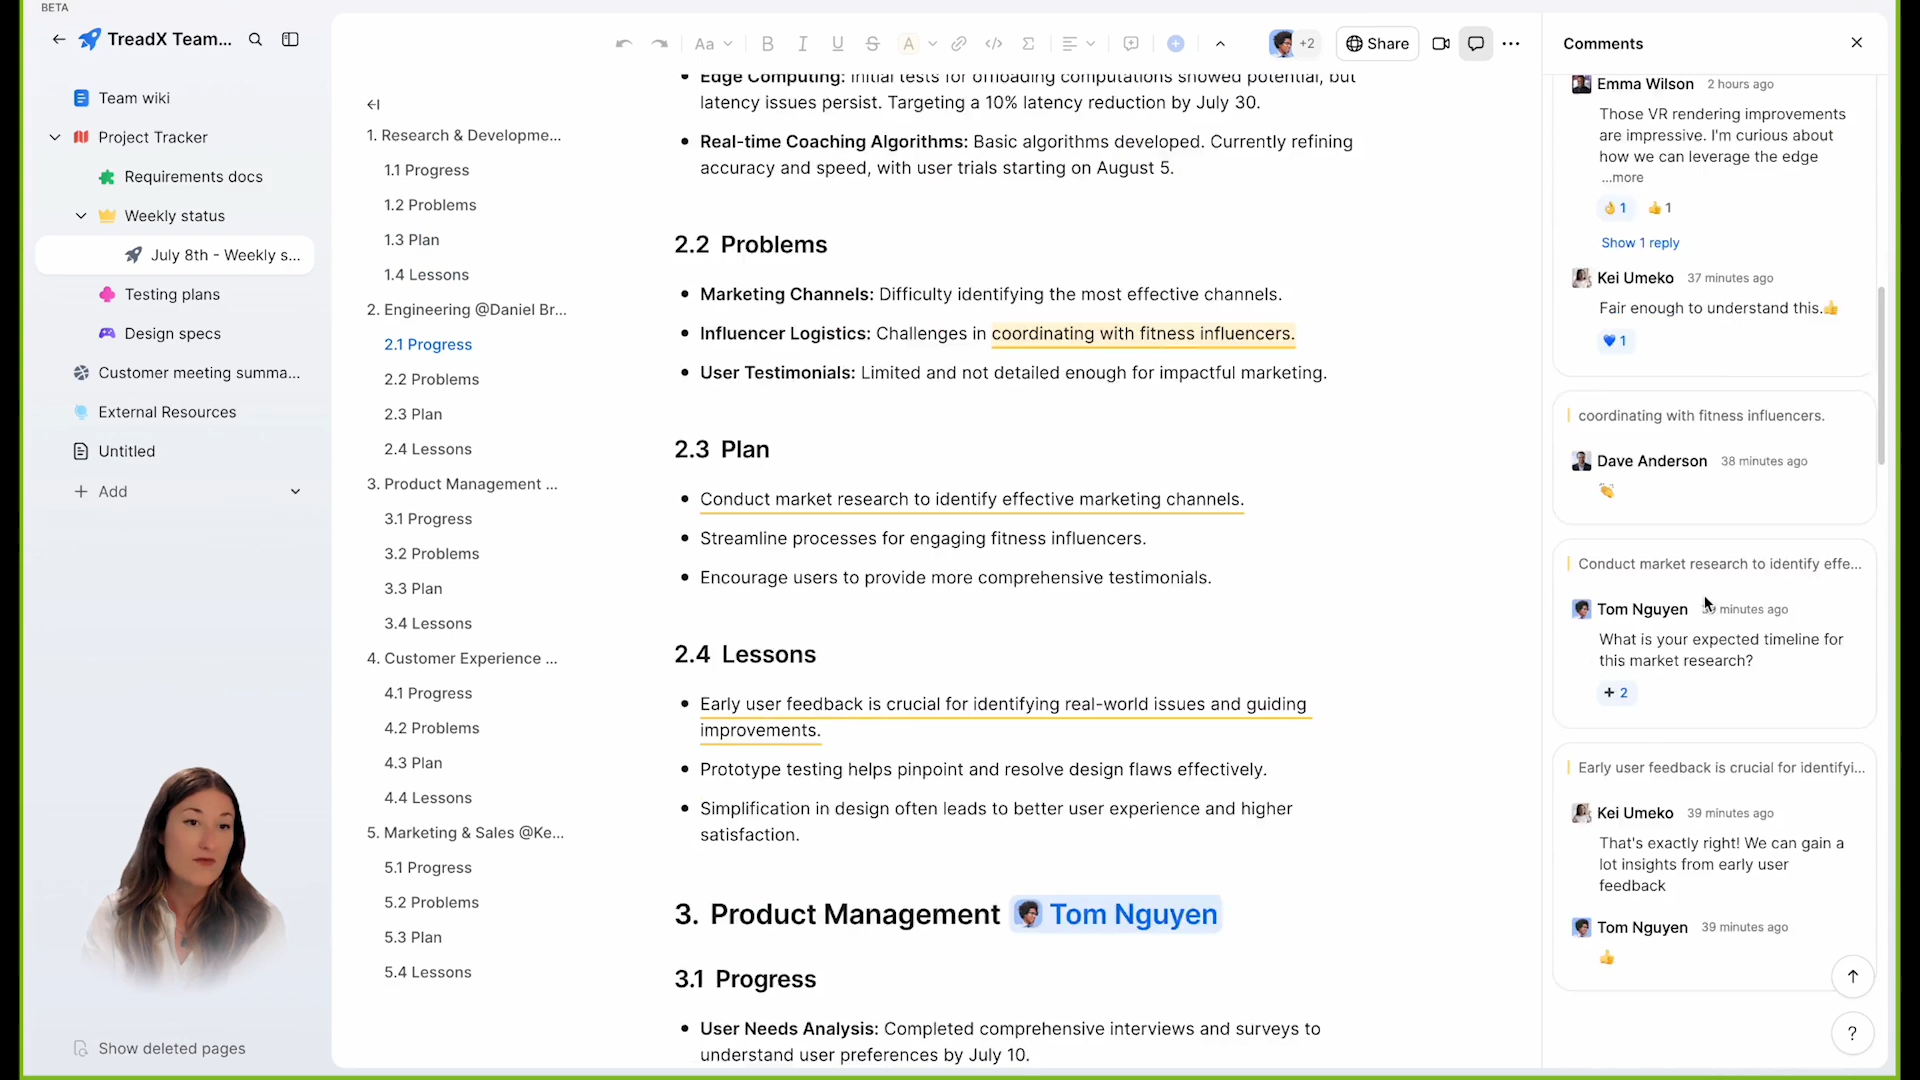 BETA
TreadX Team...
Team wiki
Project Tracker
Requirements docs
Weekly status
July 8th - Weekly s...
Testing plans
Design specs
Customer meeting summa...
External Resources
Untitled
Add
Show deleted pages
1. Research & Developme...
1.1 Progress
1.2 Problems
1.3 Plan
1.4 Lessons
2. Engineering @Daniel Br...
2.1 Progress
2.2 Problems
2.3 Plan
2.4 Lessons
3. Product Management ...
3.1 Progress
3.2 Problems
3.3 Plan
3.4 Lessons
4. Customer Experience ...
4.1 Progress
4.2 Problems
4.3 Plan
4.4 Lessons
5. Marketing & Sales @Ke...
5.1 Progress
5.2 Problems
5.3 Plan
5.4 Lessons
Aa
B I U S A
+2
Share
Edge Computing: Initial tests for offloading computations showed potential, but
latency issues persist. Targeting a 10% latency reduction by July 30.
Real-time Coaching Algorithms: Basic algorithms developed. Currently refining
accuracy and speed, with user trials starting on August 5.
2.2 Problems
Marketing Channels: Difficulty identifying the most effective channels.
Influencer Logistics: Challenges in coordinating with fitness influencers.
User Testimonials: Limited and not detailed enough for impactful marketing.
2.3 Plan
Conduct market research to identify effective marketing channels.
Streamline processes for engaging fitness influencers.
Encourage users to provide more comprehensive testimonials.
2.4 Lessons
Early user feedback is crucial for identifying real-world issues and guiding
improvements.
Prototype testing helps pinpoint and resolve design flaws effectively.
Simplification in design often leads to better user experience and higher
satisfaction.
3. Product Management Tom Nguyen
3.1 Progress
User Needs Analysis: Completed comprehensive interviews and surveys to
understand user preferences by July 10.
Comments
Emma Wilson 2 hours ago
Those VR rendering improvements
are impressive. I'm curious about
how we can leverage the edge
...more
👌 1 👍 1
Show 1 reply
Kei Umeko 37 minutes ago
Fair enough to understand this.👍
💙 1
coordinating with fitness influencers.
Dave Anderson 38 minutes ago
👏
Conduct market research to identify effe...
Tom Nguyen minutes ago
What is your expected timeline for
this market research?
+ 2
Early user feedback is crucial for identifyi...
Kei Umeko 39 minutes ago
That's exactly right! We can gain a
lot insights from early user
feedback
Tom Nguyen 39 minutes ago
👍
?